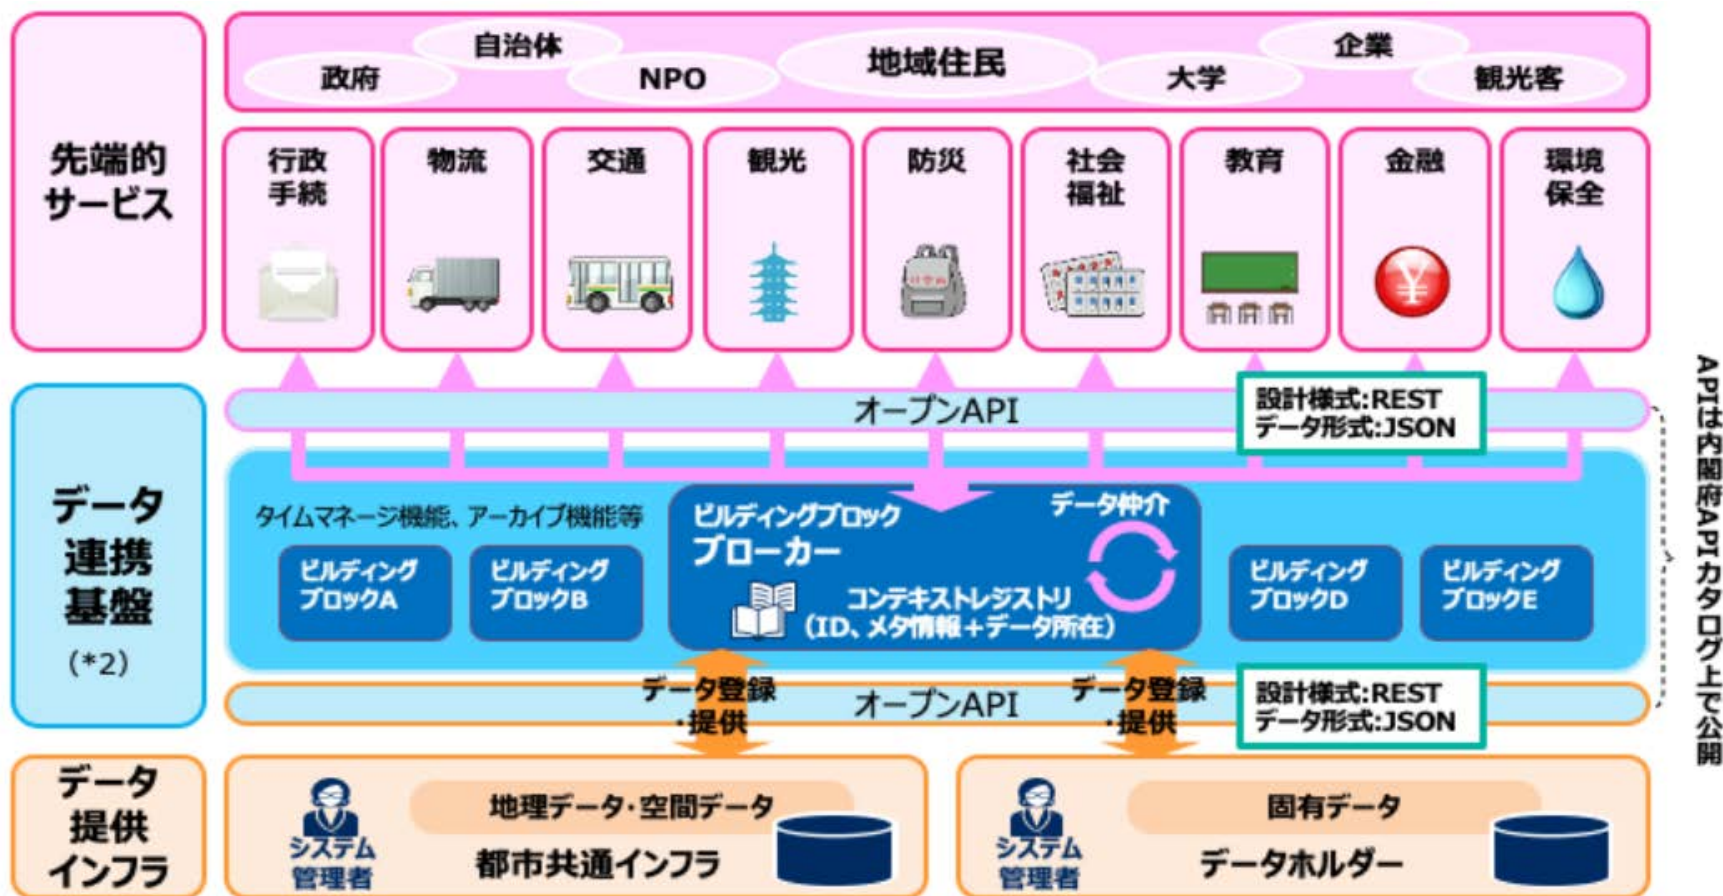 自治体
企業
政府
NPO
地域住民
大学
観光客
先端的
サービス
行政
手続
物流
交通
観光
防災
社会
福祉
教育
金融
環境
保全
オープンAPI
設計様式:REST
データ形式:JSON
データ
連携
基盤
(*2)
タイムマネージ機能、アーカイブ機能等
ビルディング
ブロックA
ビルディング
ブロックB
ビルディングブロック
ブローカー
データ仲介
コンテキストレジストリ
(ID、メタ情報+データ所在)
ビルディング
ブロックD
ビルディング
ブロックE
データ登録
・提供
オープンAPI
データ登録
・提供
設計様式:REST
データ形式:JSON
APIは内閣府APIカタログ上で公開
データ
提供
インフラ
システム
管理者
地理データ・空間データ
都市共通インフラ
システム
管理者
固有データ
データホルダー